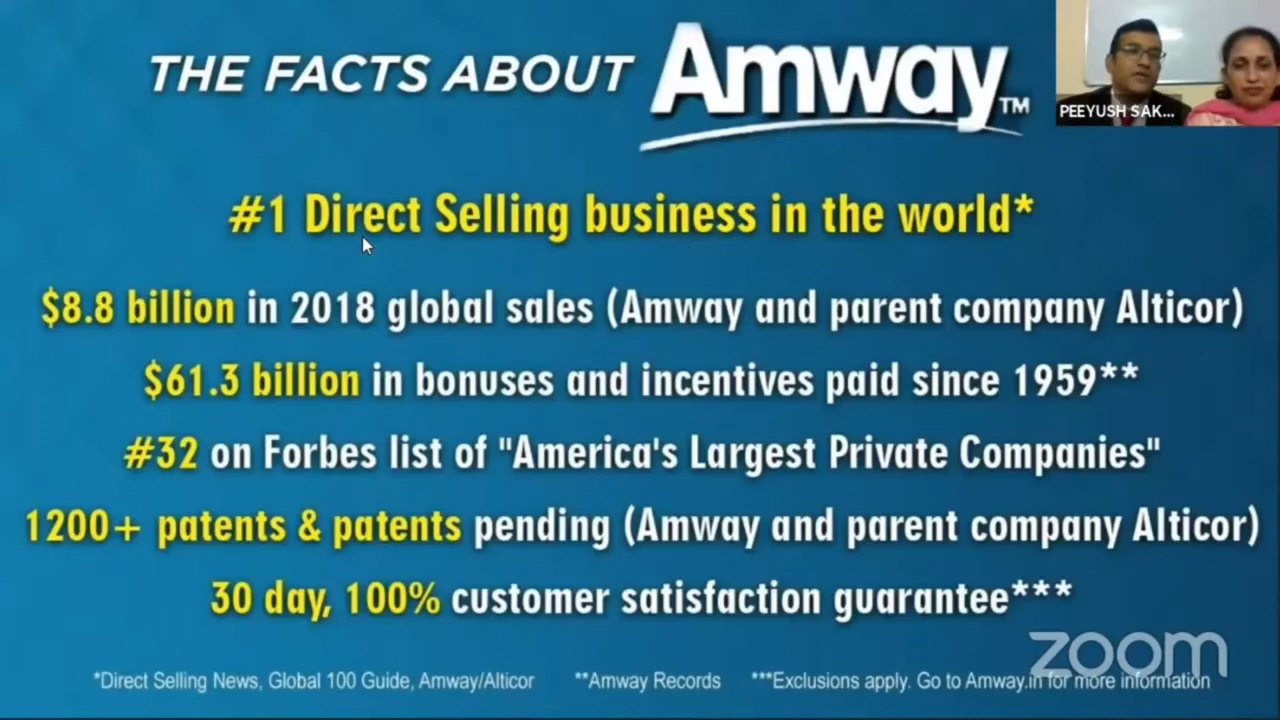 THE FACTS ABOUT Amway™
PEEYUSH SAK...
#1 Direct Selling business in the world*
$8.8 billion in 2018 global sales (Amway and parent company Alticor)
$61.3 billion in bonuses and incentives paid since 1959**
#32 on Forbes list of "America's Largest Private Companies"
1200+ patents & patents pending (Amway and parent company Alticor)
30 day, 100% customer satisfaction guarantee***
zoom
*Direct Selling News, Global 100 Guide, Amway/Alticor **Amway Records ***Exclusions apply. Go to Amway.in for more information